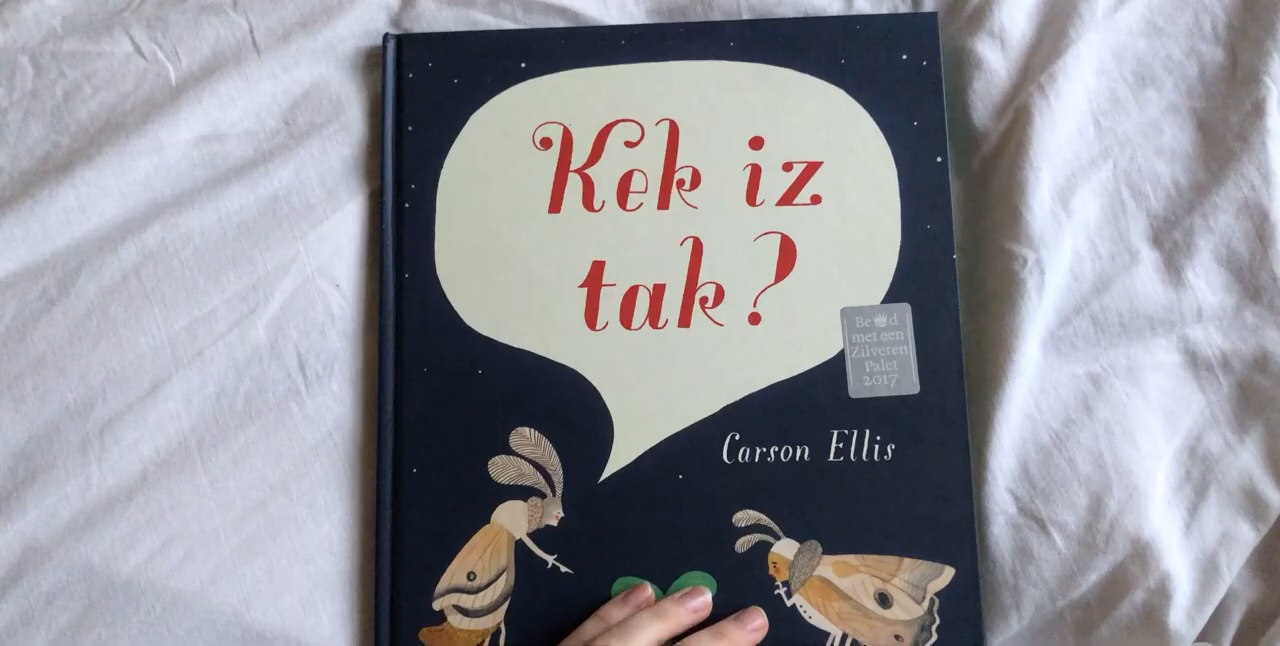 Kek iz
tak?
Be👑d
met een
Zilveren
Palet
2017
Carson Ellis